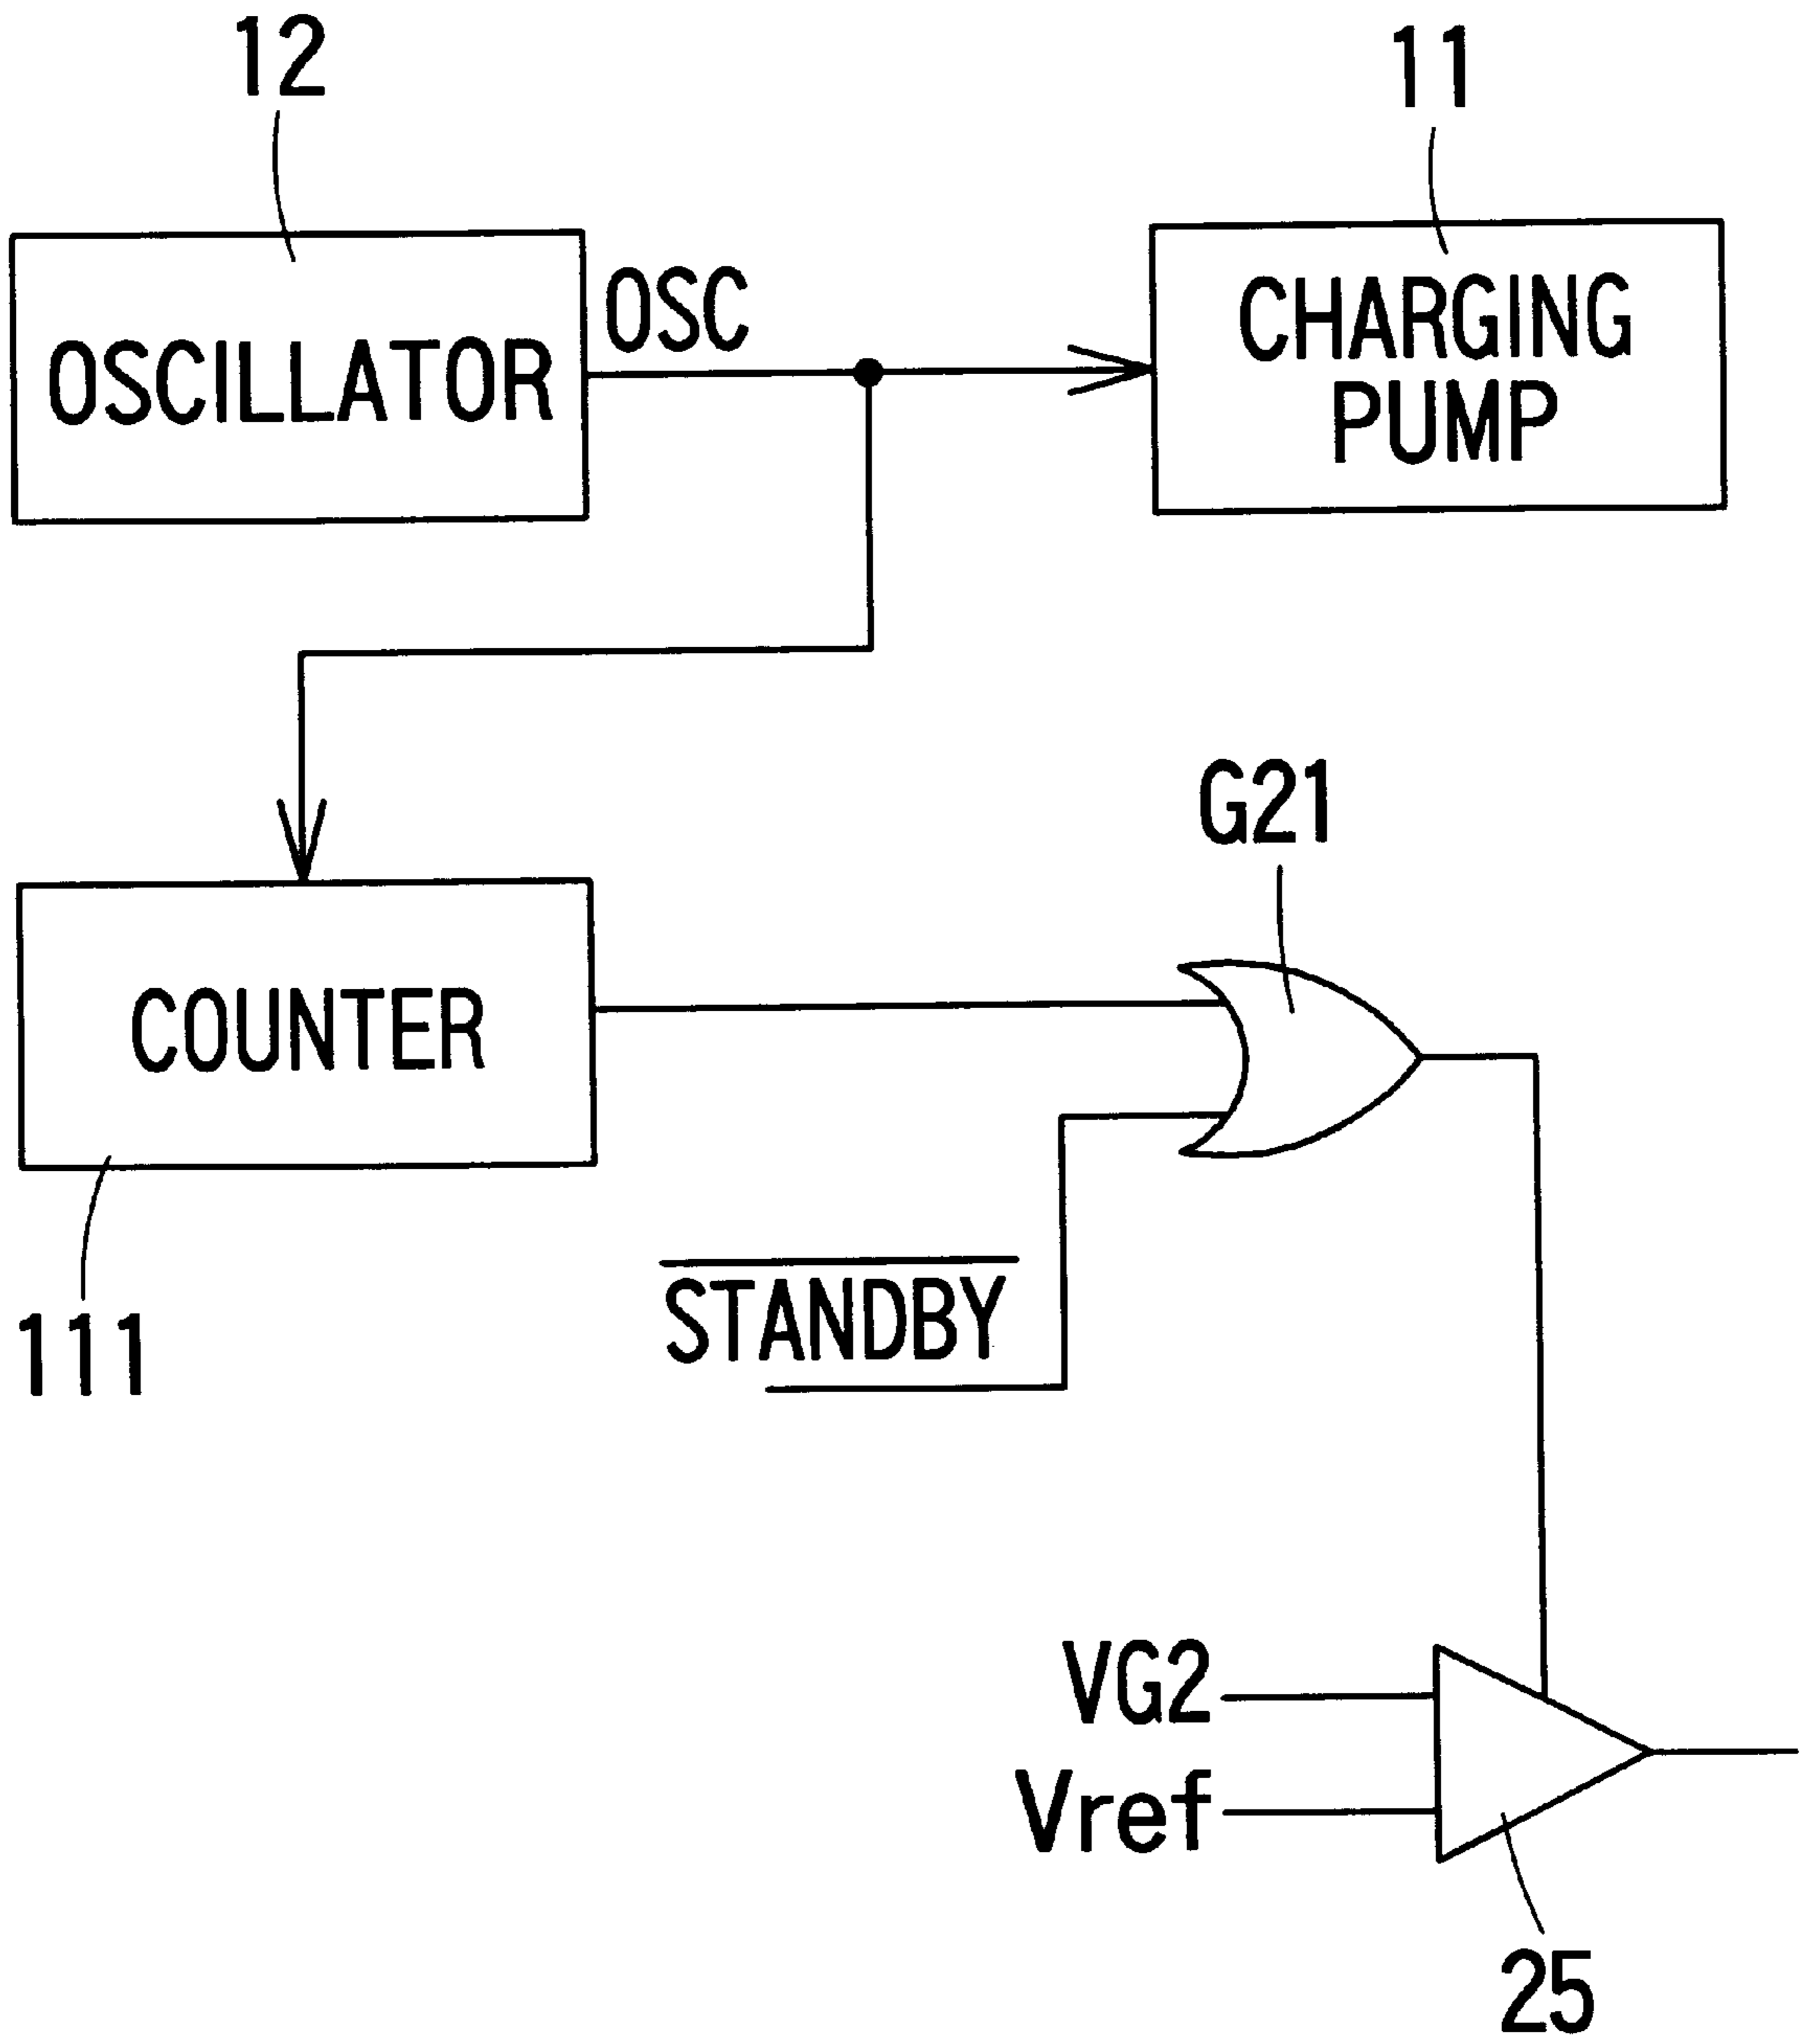 12
11
OSCILLATOR
OSC
CHARGING
PUMP
G21
COUNTER
111
STANDBY
VG2
Vref
25